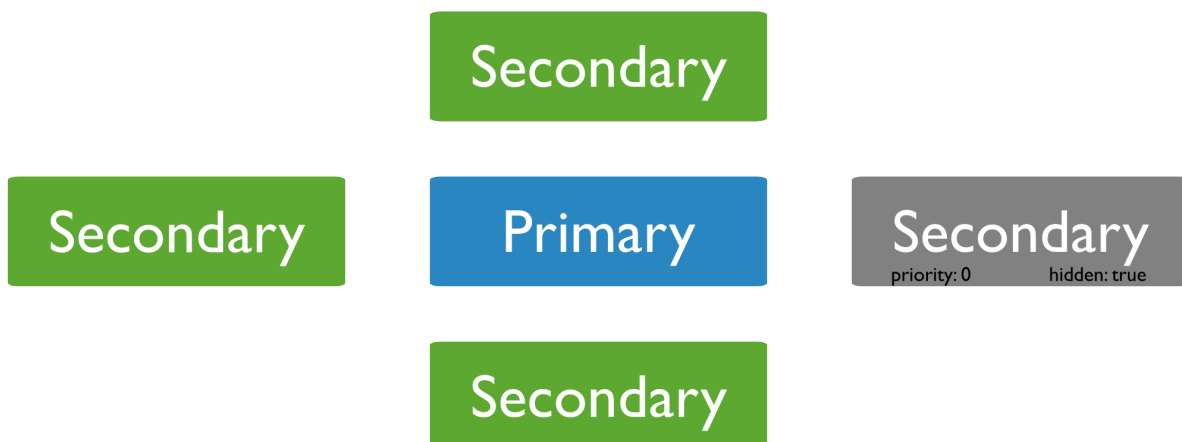 Secondary
Secondary
Primary
Secondary
priority: 0
hidden: true
Secondary